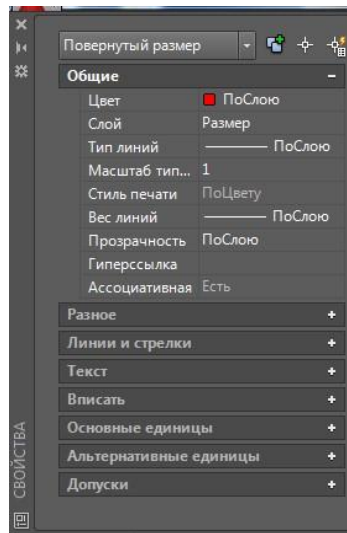 Повернутый размер
Общие
Цвет ПоСлою
Слой Размер
Тип линий ПоСлою
Масштаб тип... 1
Стиль печати ПоЦвету
Вес линий ПоСлою
Прозрачность ПоСлою
Гиперссылка
Ассоциативная Есть
Разное
Линии и стрелки
Текст
Вписать
Основные единицы
Альтернативные единицы
Допуски
СВОЙСТВА